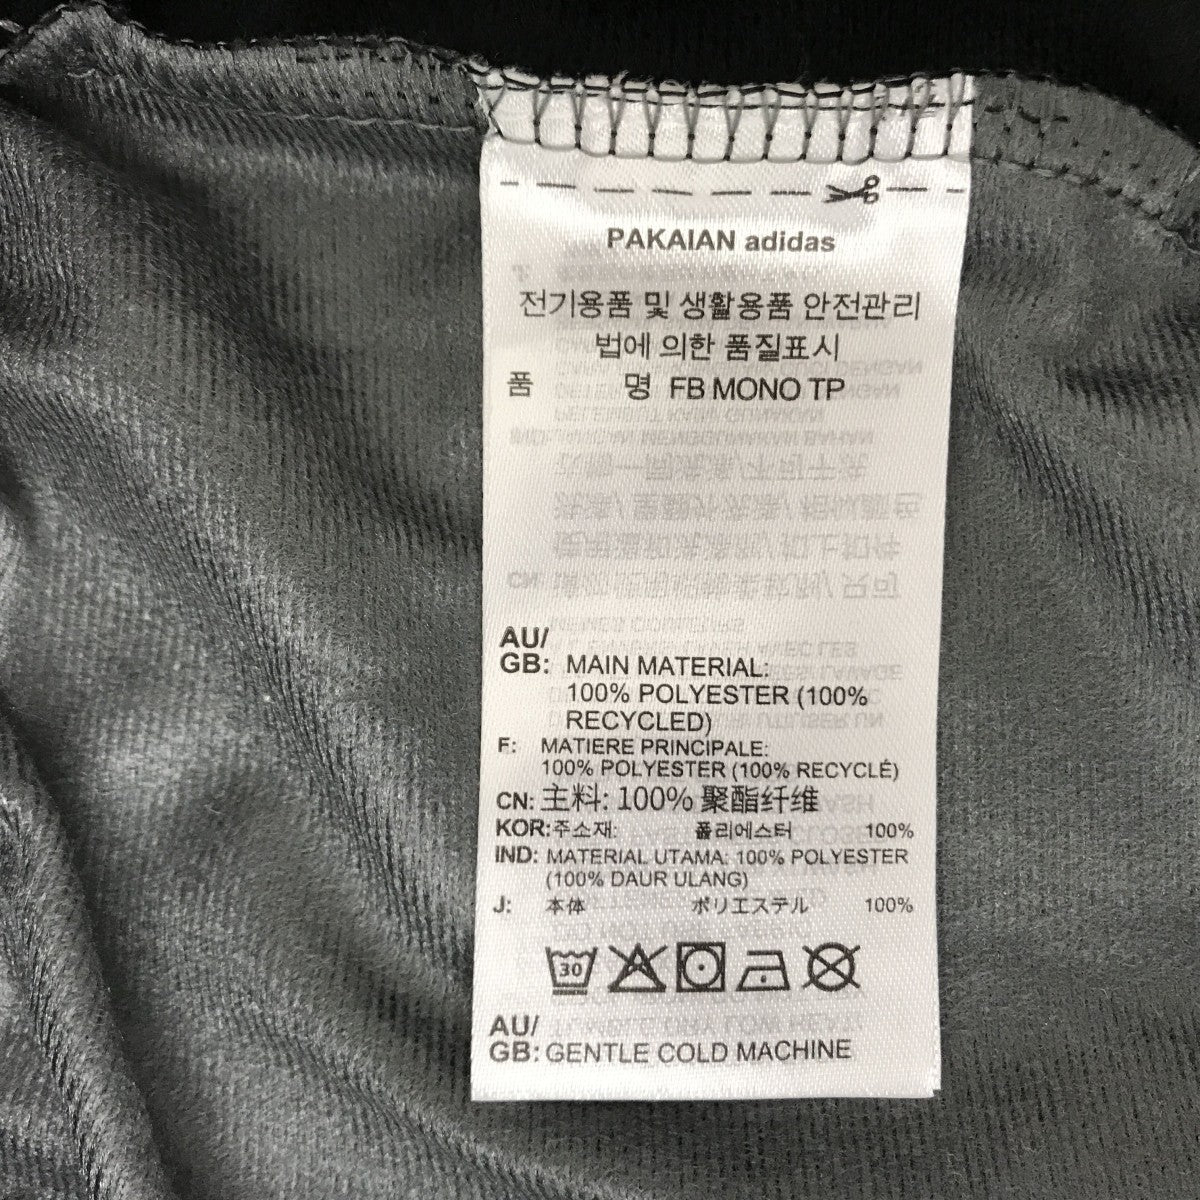 PAKAIAN adidas
전기용품 및 생활용품 안전관리
법에 의한 품질표시
품 명 FB MONO TP
AU/
GB: MAIN MATERIAL:
100% POLYESTER (100%
RECYCLED)
F: MATIERE PRINCIPALE:
100% POLYESTER (100% RECYCLÉ)
CN: 主料: 100% 聚酯纤维
KOR: 주소재: 폴리에스터 100%
IND: MATERIAL UTAMA: 100% POLYESTER
(100% DAUR ULANG)
J: 本体 ポリエステル 100%
30
AU/
GB: GENTLE COLD MACHINE